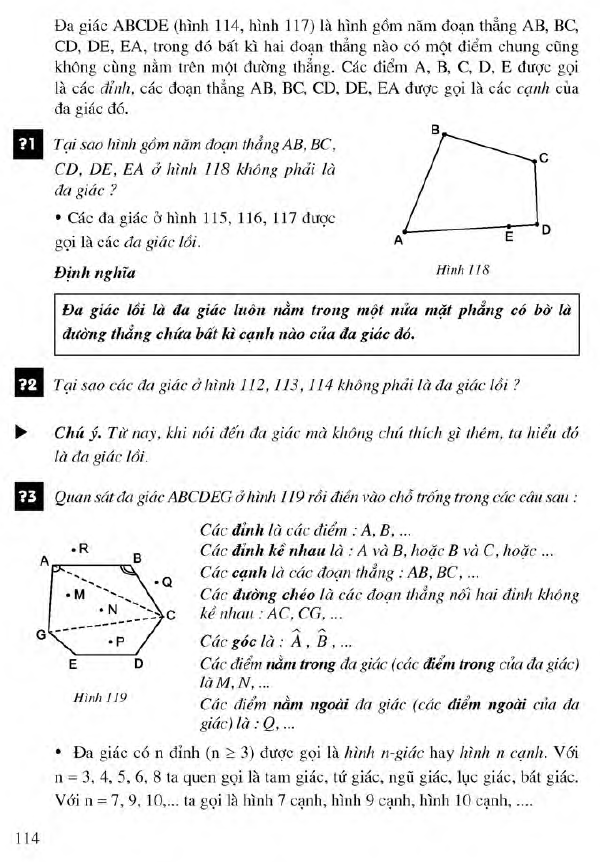 Đa giác ABCDE (hình 114, hình 117) là hình gồm năm đoạn thẳng AB, BC,
CD, DE, EA, trong đó bất kì hai đoạn thẳng nào có một điểm chung cũng
không cùng nằm trên một đường thẳng. Các điểm A, B, C, D, E được gọi
là các đỉnh, các đoạn thẳng AB, BC, CD, DE, EA được gọi là các cạnh của
đa giác đó.
?1 Tại sao hình gồm năm đoạn thẳng AB, BC,
CD, DE, EA ở hình 118 không phải là
đa giác ?
• Các đa giác ở hình 115, 116, 117 được
gọi là các đa giác lồi.
B
C
A
E
D
Hình 118
Định nghĩa
Đa giác lồi là đa giác luôn nằm trong một nửa mặt phẳng có bờ là
đường thẳng chứa bất kì cạnh nào của đa giác đó.
?2 Tại sao các đa giác ở hình 112, 113, 114 không phải là đa giác lồi ?
▶ Chú ý. Từ nay, khi nói đến đa giác mà không chú thích gì thêm, ta hiểu đó
là đa giác lồi.
?3 Quan sát đa giác ABCDEG ở hình 119 rồi điền vào chỗ trống trong các câu sau :
A
R
B
Q
M
N
C
G
P
E
D
Hình 119
Các đỉnh là các điểm : A, B, ...
Các đỉnh kề nhau là : A và B, hoặc B và C, hoặc ...
Các cạnh là các đoạn thẳng : AB, BC, ...
Các đường chéo là các đoạn thẳng nối hai đỉnh không
kề nhau : AC, CG, ...
Các góc là : Â, B̂, ...
Các điểm nằm trong đa giác (các điểm trong của đa giác)
là M, N, ...
Các điểm nằm ngoài đa giác (các điểm ngoài của đa
giác) là : Q, ...
• Đa giác có n đỉnh (n ≥ 3) được gọi là hình n-giác hay hình n cạnh. Với
n = 3, 4, 5, 6, 8 ta quen gọi là tam giác, tứ giác, ngũ giác, lục giác, bát giác.
Với n = 7, 9, 10,... ta gọi là hình 7 cạnh, hình 9 cạnh, hình 10 cạnh, ....
114